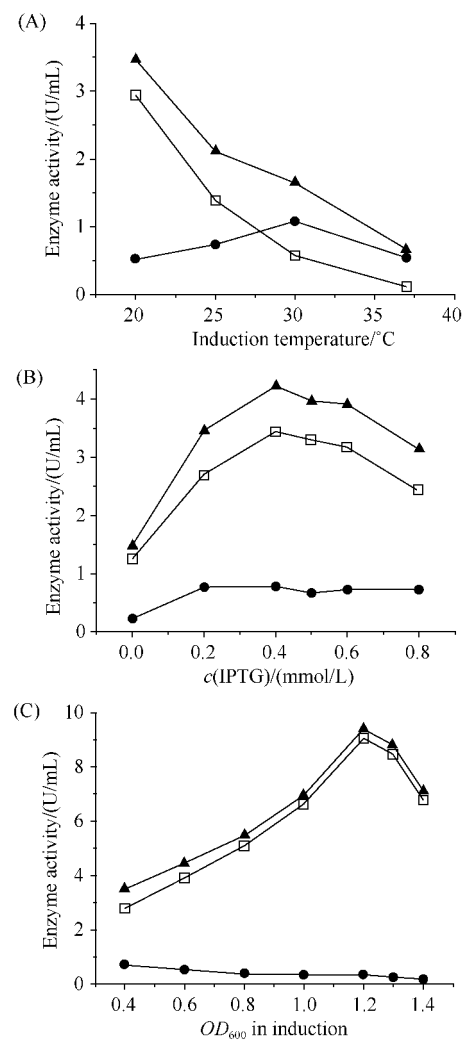 (A)
Enzyme activity/(U/mL)
4
3
2
1
0
20 25 30 35 40
Induction temperature/˚C
(B)
Enzyme activity/(U/mL)
5
4
3
2
1
0
0.0 0.2 0.4 0.6 0.8
c(IPTG)/(mmol/L)
(C)
Enzyme activity/(U/mL)
10
8
6
4
2
0
0.4 0.6 0.8 1.0 1.2 1.4
OD600 in induction